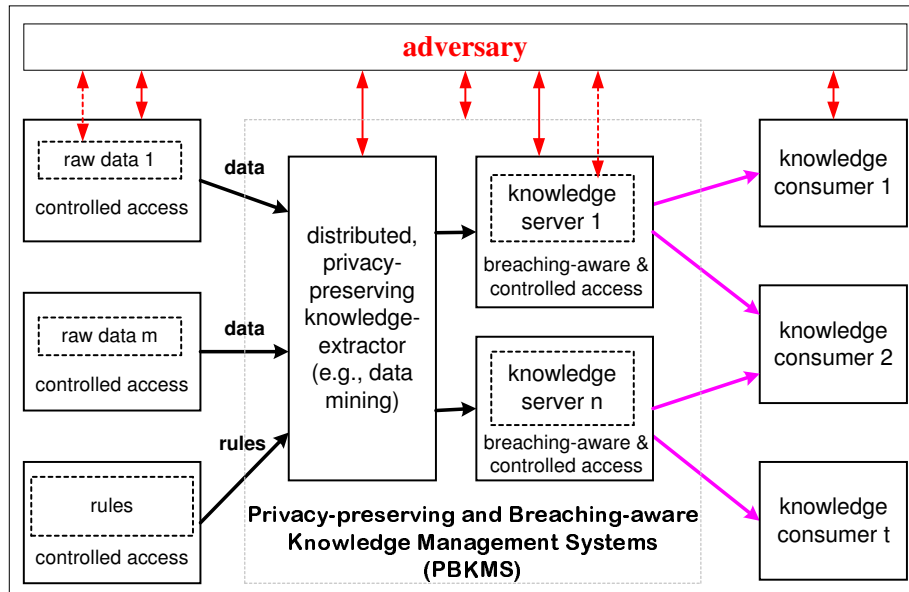 adversary
raw data 1
controlled access
data
raw data m
controlled access
data
rules
controlled access
rules
distributed,
privacy-
preserving
knowledge-
extractor
(e.g., data
mining)
knowledge
server 1
breaching-aware &
controlled access
knowledge
server n
breaching-aware &
controlled access
Privacy-preserving and Breaching-aware
Knowledge Management Systems
(PBKMS)
knowledge
consumer 1
knowledge
consumer 2
knowledge
consumer t